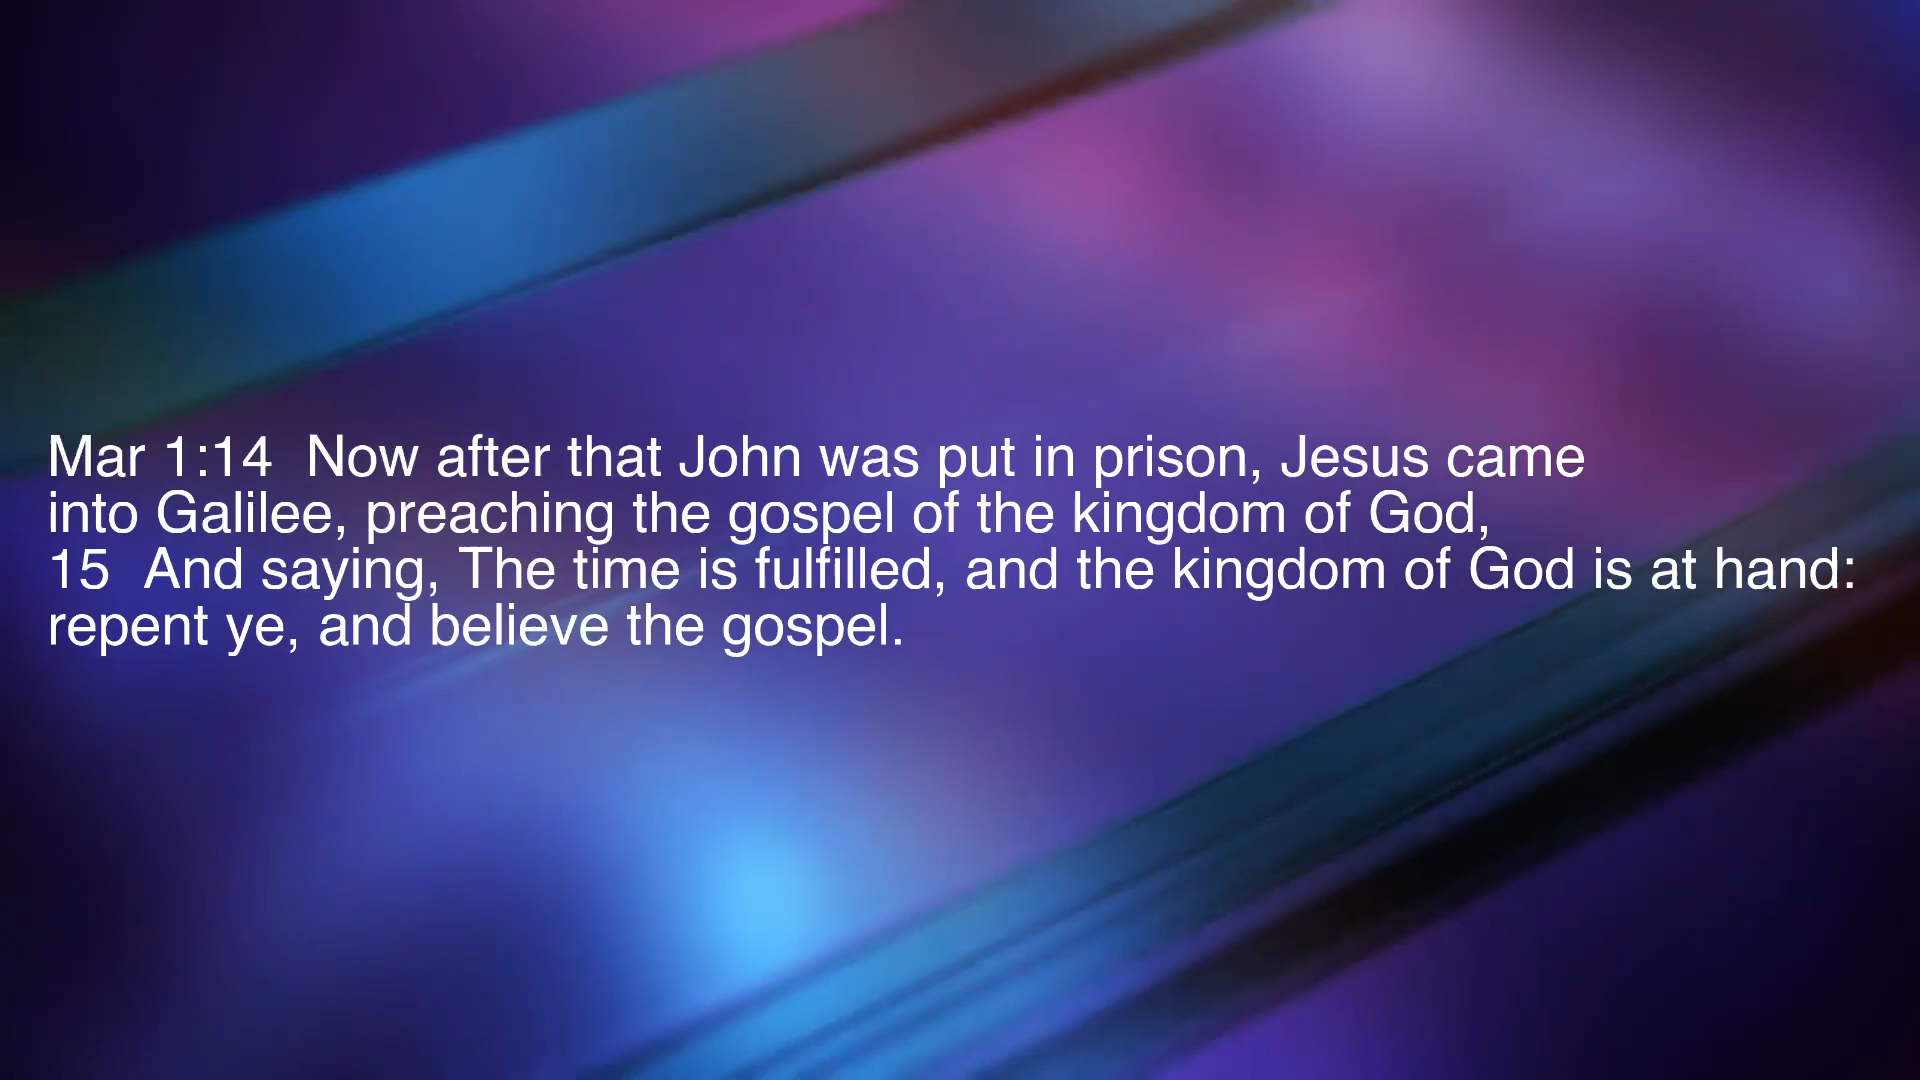 Mar 1:14  Now after that John was put in prison, Jesus came
into Galilee, preaching the gospel of the kingdom of God,
15  And saying, The time is fulfilled, and the kingdom of God is at hand:
repent ye, and believe the gospel.